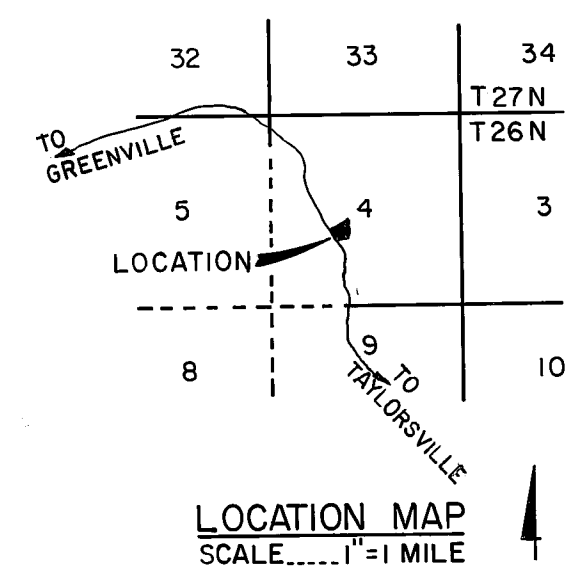 32 33 34
T27N
T26N
TO
GREENVILLE
5 4 3
LOCATION
8 9 10
TO
TAYLORSVILLE
LOCATION MAP
SCALE.....1"=1 MILE